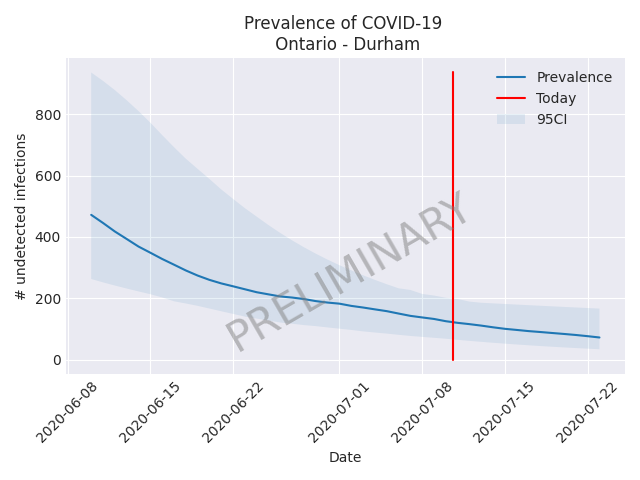 Prevalence of COVID-19
Ontario - Durham
Prevalence
Today
95CI
800
600
400
200
0
# undetected infections
PRELIMINARY
2020-06-08
2020-06-15
2020-06-22
2020-07-01
2020-07-08
2020-07-15
2020-07-22
Date